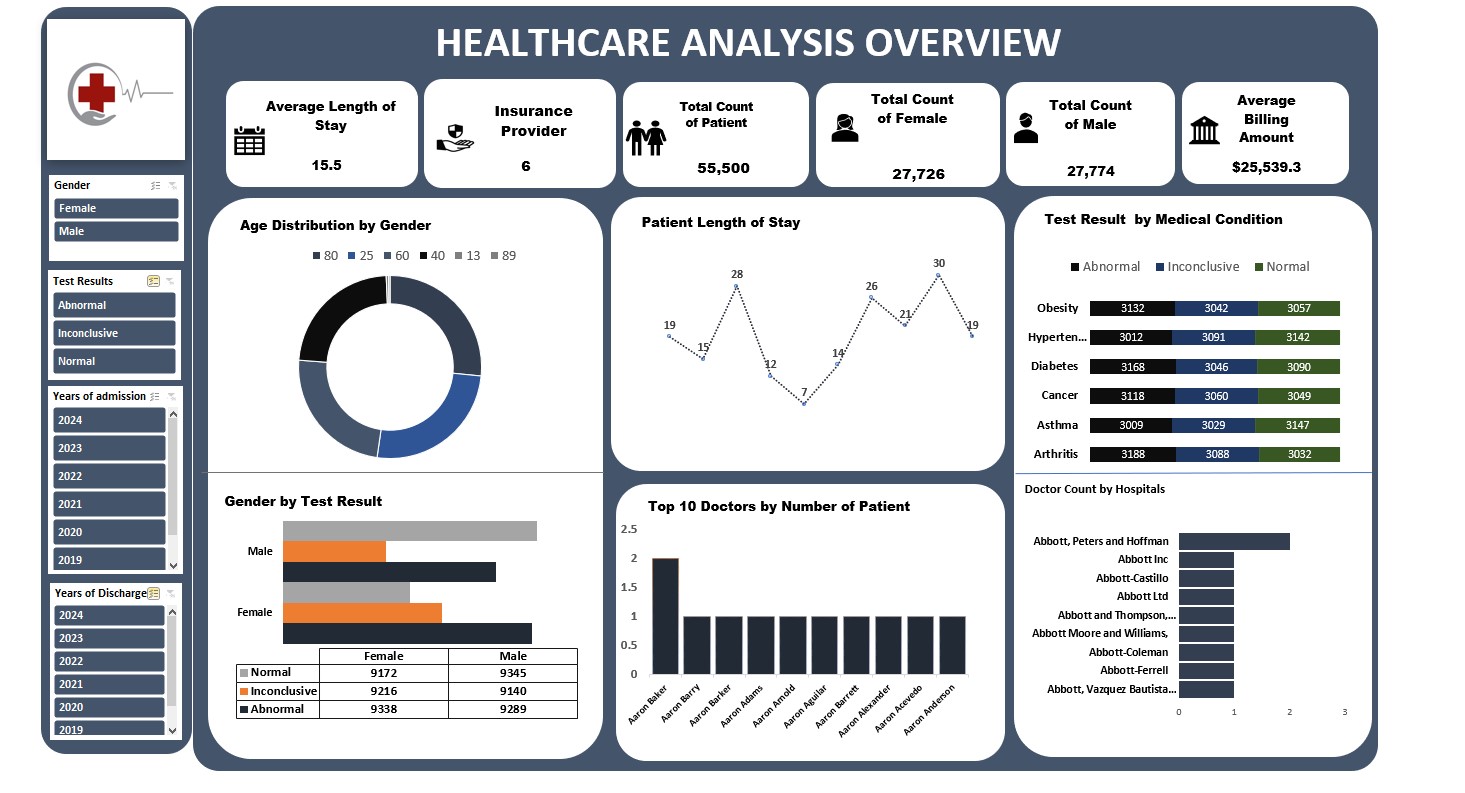 HEALTHCARE ANALYSIS OVERVIEW
Average Length of
Stay
15.5
Insurance
Provider
6
Total Count
of Patient
55,500
Total Count
of Female
27,726
Total Count
of Male
27,774
Average
Billing
Amount
$25,539.3
Gender
Female
Male
Test Results
Abnormal
Inconclusive
Normal
Years of admission
2024
2023
2022
2021
2020
2019
Years of Discharge
2024
2023
2022
2021
2020
2019
Age Distribution by Gender
80 25 60 40 13 89
Gender by Test Result
Male
Female
Female Male
Normal 9172 9345
Inconclusive 9216 9140
Abnormal 9338 9289
Patient Length of Stay
19
15
28
12
7
14
26
21
30
19
Top 10 Doctors by Number of Patient
2.5
2
1.5
1
0.5
0
Aaron Baker
Aaron Barry
Aaron Barker
Aaron Adams
Aaron Arnold
Aaron Aguilar
Aaron Barrett
Aaron Alexander
Aaron Acevedo
Aaron Anderson
Test Result by Medical Condition
Abnormal Inconclusive Normal
Obesity 3132 3042 3057
Hyperten... 3012 3091 3142
Diabetes 3168 3046 3090
Cancer 3118 3060 3049
Asthma 3009 3029 3147
Arthritis 3188 3088 3032
Doctor Count by Hospitals
Abbott, Peters and Hoffman
Abbott Inc
Abbott-Castillo
Abbott Ltd
Abbott and Thompson,...
Abbott Moore and Williams,
Abbott-Coleman
Abbott-Ferrell
Abbott, Vazquez Bautista...
0 1 2 3